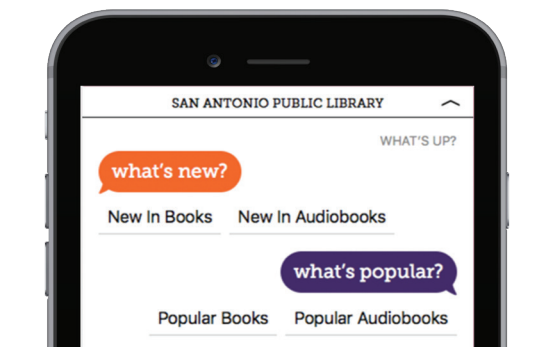 SAN ANTONIO PUBLIC LIBRARY
WHAT'S UP?
what's new?
New In Books New In Audiobooks
what's popular?
Popular Books Popular Audiobooks